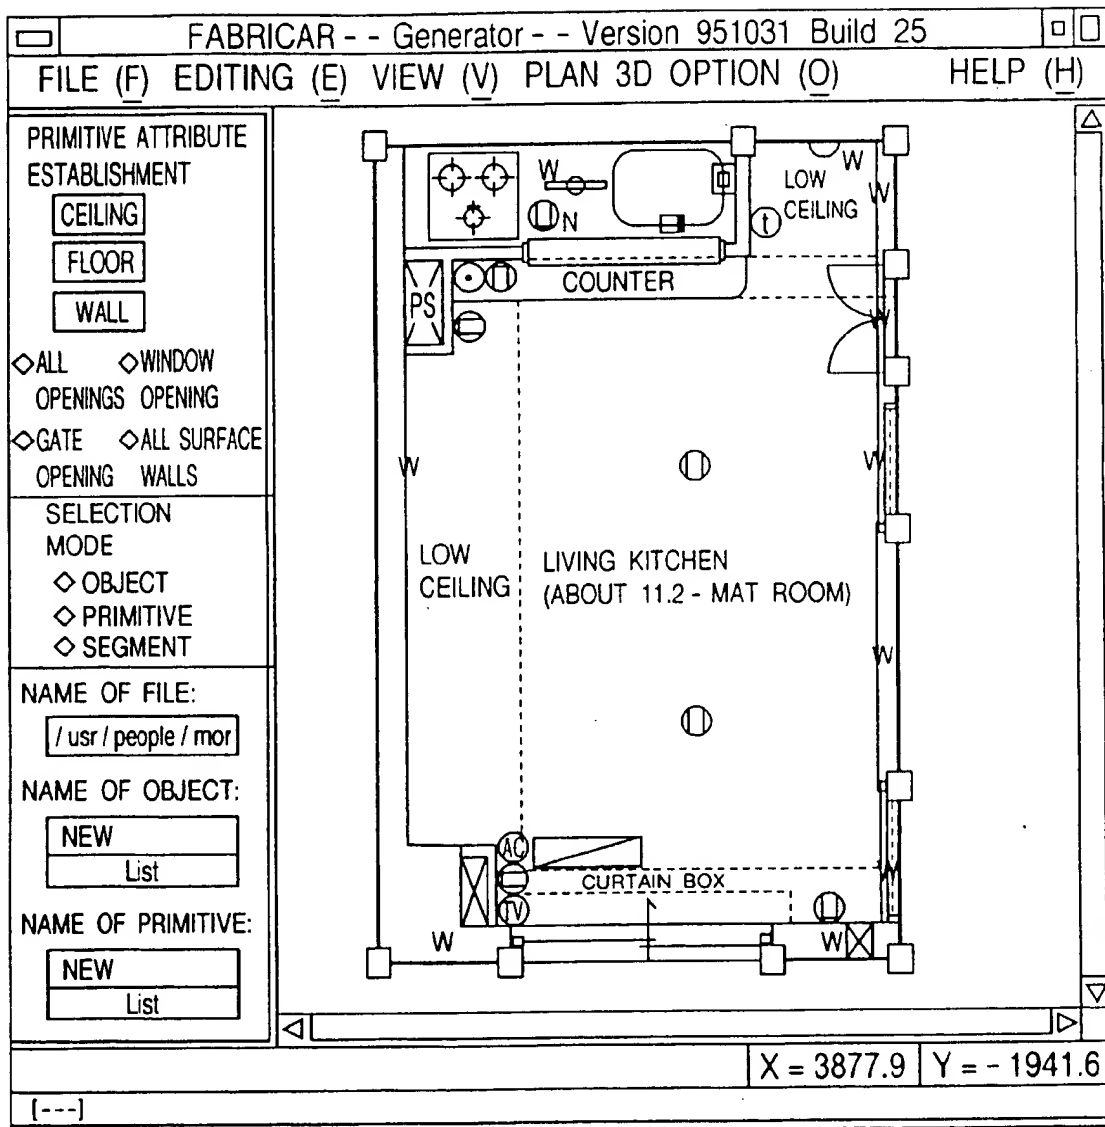 FABRICAR - - Generator - - Version 951031 Build 25
FILE (F) EDITING (E) VIEW (V) PLAN 3D OPTION (O) HELP (H)
PRIMITIVE ATTRIBUTE
ESTABLISHMENT
CEILING
FLOOR
WALL
◇ALL ◇WINDOW
OPENINGS OPENING
◇GATE ◇ALL SURFACE
OPENING WALLS
SELECTION
MODE
◇ OBJECT
◇ PRIMITIVE
◇ SEGMENT
NAME OF FILE:
/ usr / people / mor
NAME OF OBJECT:
NEW
List
NAME OF PRIMITIVE:
NEW
List
W
W
LOW
CEILING
W
N
t
COUNTER
PS
W
W
W
LOW
CEILING
LIVING KITCHEN
(ABOUT 11.2 - MAT ROOM)
W
AC
CURTAIN BOX
W
TV
W
W
X = 3877.9 Y = - 1941.6
[---]